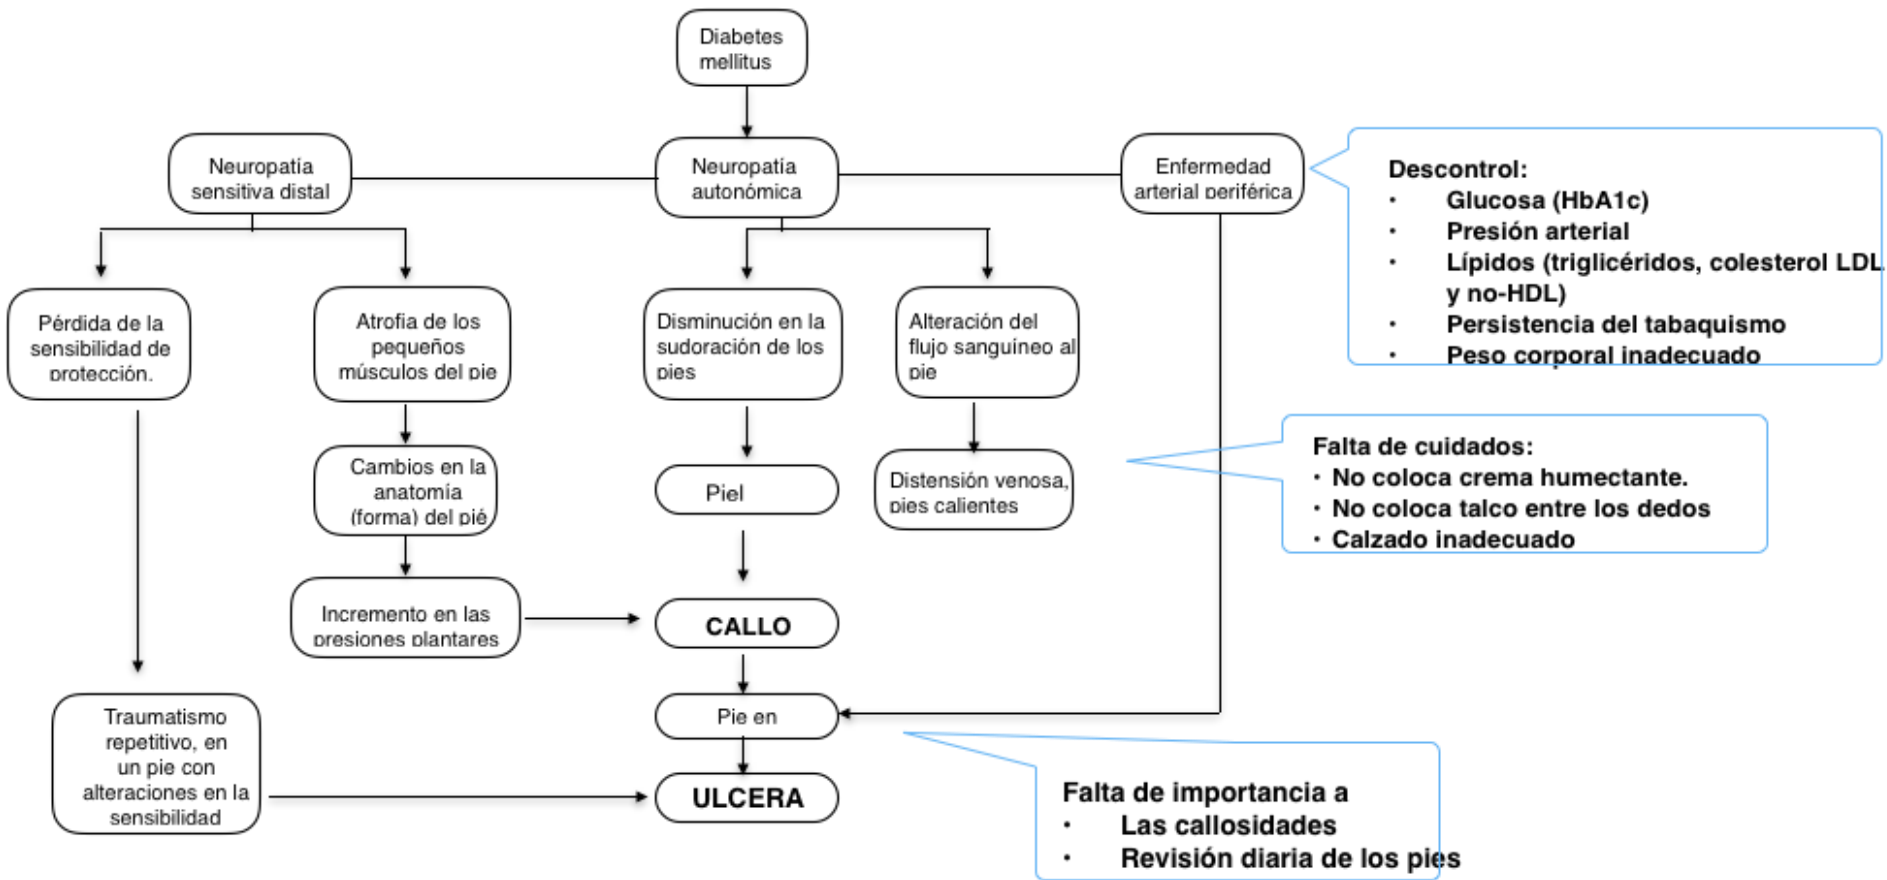 Diabetes
mellitus
Neuropatía
sensitiva distal
Neuropatía
autonómica
Enfermedad
arterial periférica
Descontrol:
· Glucosa (HbA1c)
· Presión arterial
· Lípidos (triglicéridos, colesterol LDL
y no-HDL)
· Persistencia del tabaquismo
· Peso corporal inadecuado
Pérdida de la
sensibilidad de
protección.
Atrofia de los
pequeños
músculos del pie
Disminución en la
sudoración de los
pies
Alteración del
flujo sanguíneo al
pie
Cambios en la
anatomía
(forma) del pié
Piel
Distensión venosa,
pies calientes
Falta de cuidados:
· No coloca crema humectante.
· No coloca talco entre los dedos
· Calzado inadecuado
Incremento en las
presiones plantares
CALLO
Traumatismo
repetitivo, en
un pie con
alteraciones en la
sensibilidad
Pie en
ULCERA
Falta de importancia a
· Las callosidades
· Revisión diaria de los pies